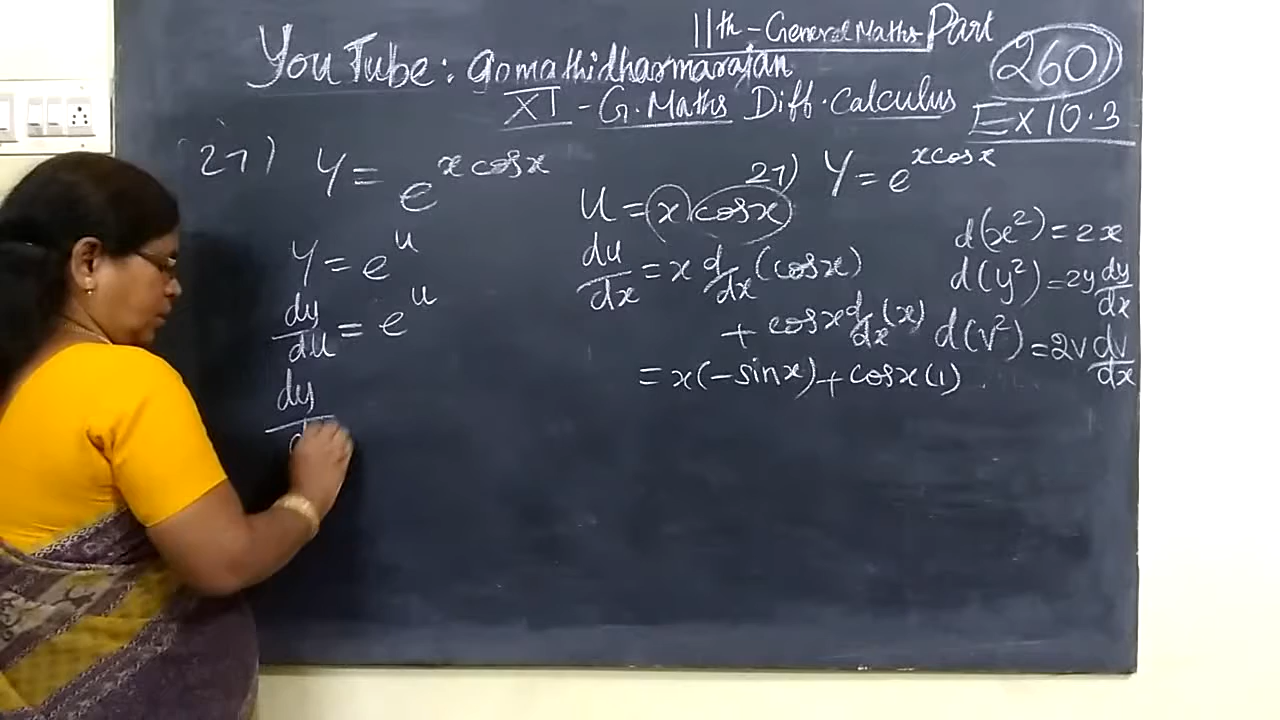 11th - General Maths Part
YouTube: gomathidharmarajan
260
XI - G. Maths Diff. Calculus
Ex 10.3
27) y = e^{x cos x}
y = e^u
dy/du = e^u
dy/d
u = x cos x
du/dx = x d/dx (cos x)
+ cos x d/dx (x)
= x(-sin x) + cos x (1)
27) y = e^{x cos x}
d(x²) = 2x
d(y²) = 2y dy/dx
d(v²) = 2v dv/dx